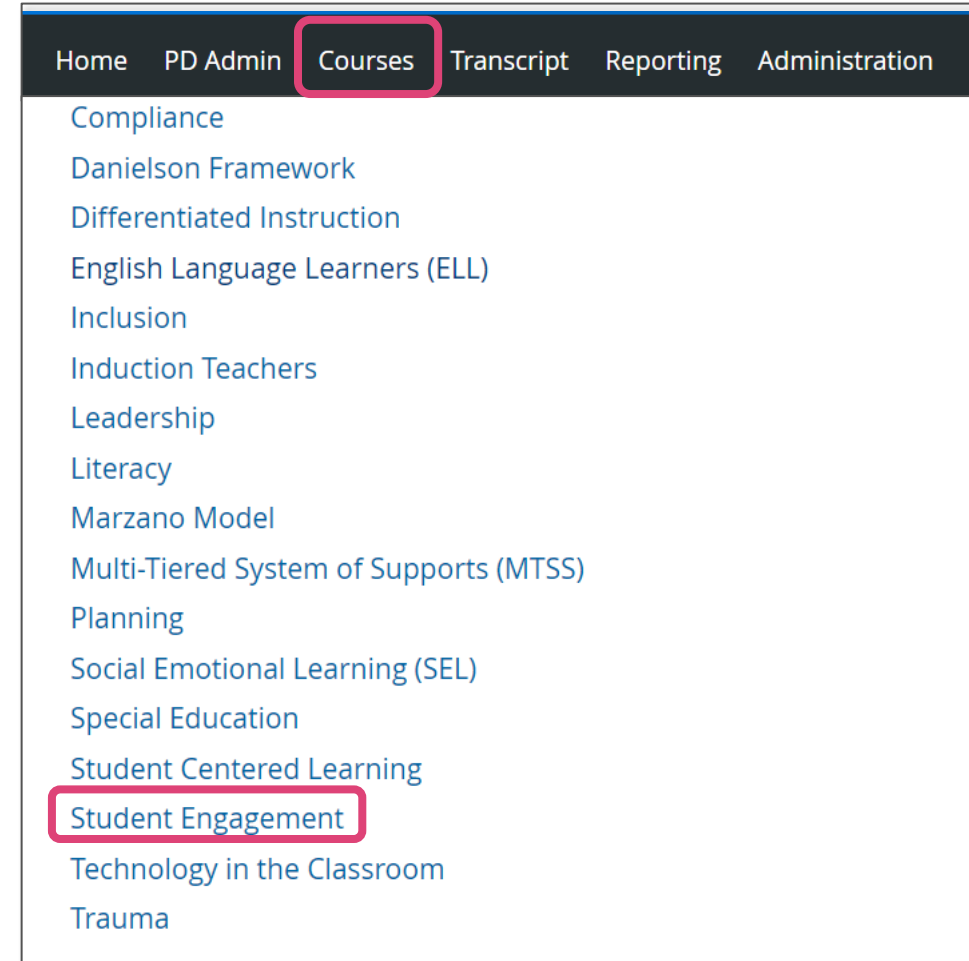 Home PD Admin Courses Transcript Reporting Administration
Compliance
Danielson Framework
Differentiated Instruction
English Language Learners (ELL)
Inclusion
Induction Teachers
Leadership
Literacy
Marzano Model
Multi-Tiered System of Supports (MTSS)
Planning
Social Emotional Learning (SEL)
Special Education
Student Centered Learning
Student Engagement
Technology in the Classroom
Trauma